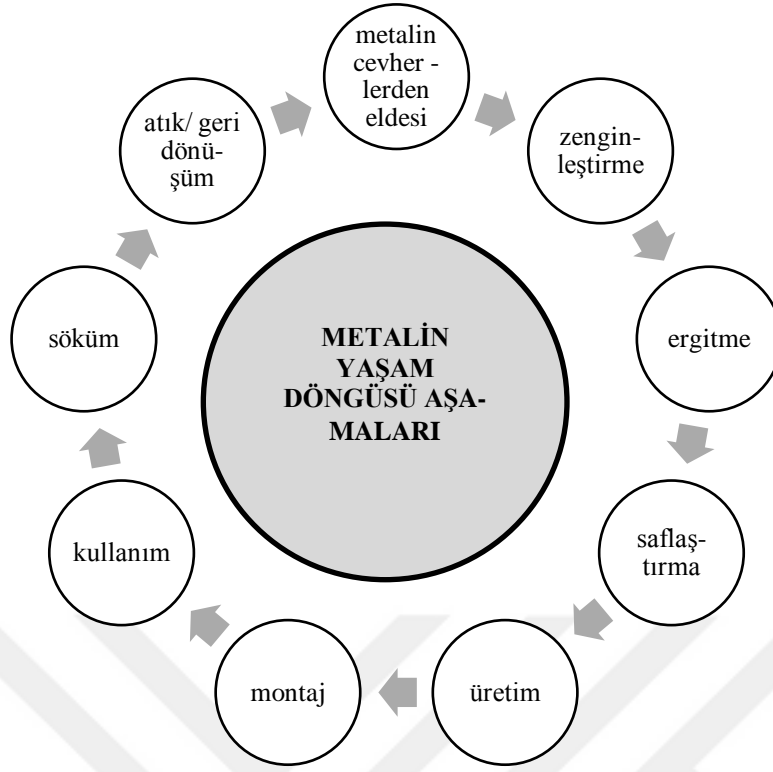 metalin
cevher -
lerden
eldesi
zengin-
leştirme
ergitme
saflaş-
tırma
üretim
montaj
kullanım
söküm
atık/ geri
dönü-
şüm
METALİN
YAŞAM
DÖNGÜSÜ AŞA-
MALARI